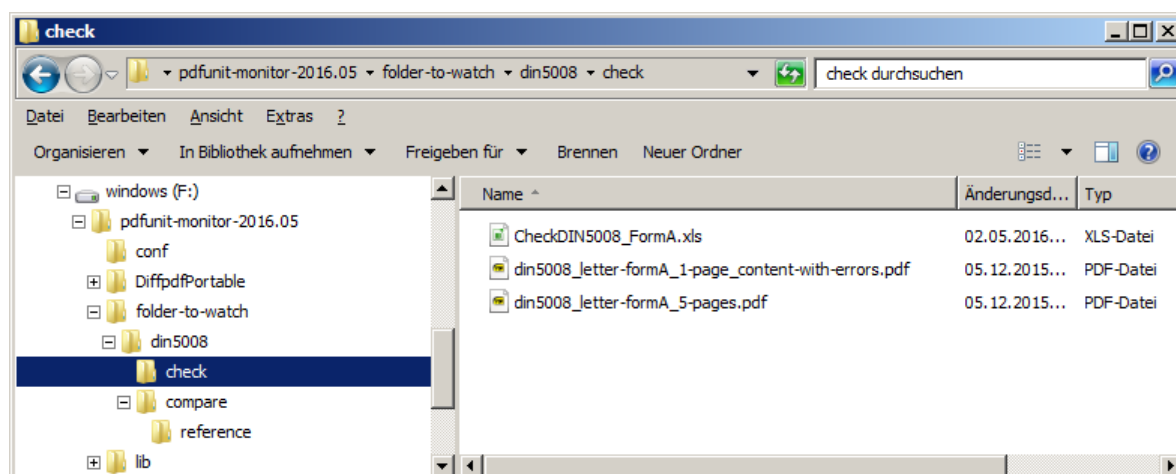 check
pdfunit-monitor-2016.05 folder-to-watch din5008 check check durchsuchen
Datei Bearbeiten Ansicht Extras ?
Organisieren In Bibliothek aufnehmen Freigeben für Brennen Neuer Ordner
windows (F:)
pdfunit-monitor-2016.05
conf
DiffpdfPortable
folder-to-watch
din5008
check
compare
reference
lib
Name Änderungsd... Typ
CheckDIN5008_FormA.xls 02.05.2016... XLS-Datei
din5008_letter-formA_1-page_content-with-errors.pdf 05.12.2015... PDF-Datei
din5008_letter-formA_5-pages.pdf 05.12.2015... PDF-Datei